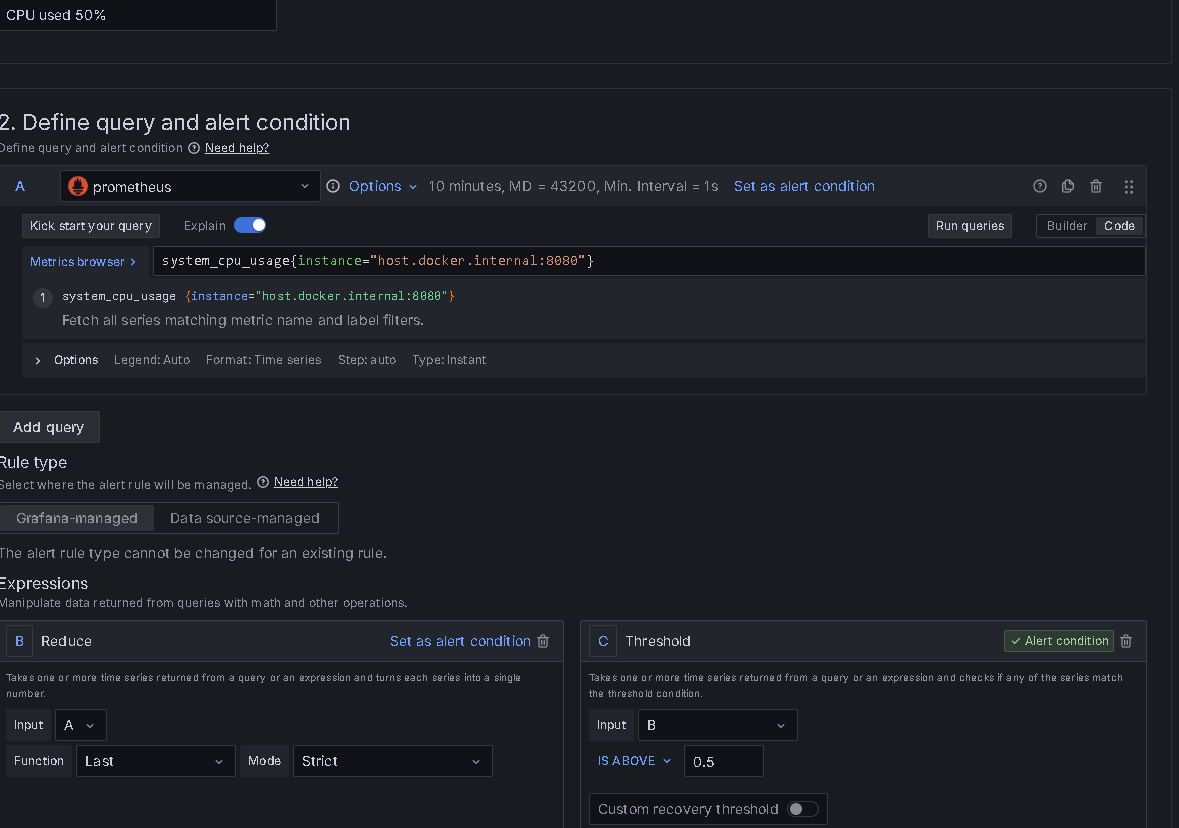 CPU used 50%
2. Define query and alert condition
Define query and alert condition Need help?
A prometheus Options 10 minutes, MD = 43200, Min. Interval = 1s Set as alert condition
Kick start your query Explain Run queries Builder Code
Metrics browser > system_cpu_usage{instance="host.docker.internal:8080"}
1 system_cpu_usage {instance="host.docker.internal:8080"}
Fetch all series matching metric name and label filters.
Options Legend: Auto Format: Time series Step: auto Type: Instant
Add query
Rule type
Select where the alert rule will be managed. Need help?
Grafana-managed Data source-managed
The alert rule type cannot be changed for an existing rule.
Expressions
Manipulate data returned from queries with math and other operations.
B Reduce Set as alert condition
Takes one or more time series returned from a query or an expression and turns each series into a single
number.
Input A
Function Last Mode Strict
C Threshold Alert condition
Takes one or more time series returned from a query or an expression and checks if any of the series match
the threshold condition.
Input B
IS ABOVE 0.5
Custom recovery threshold